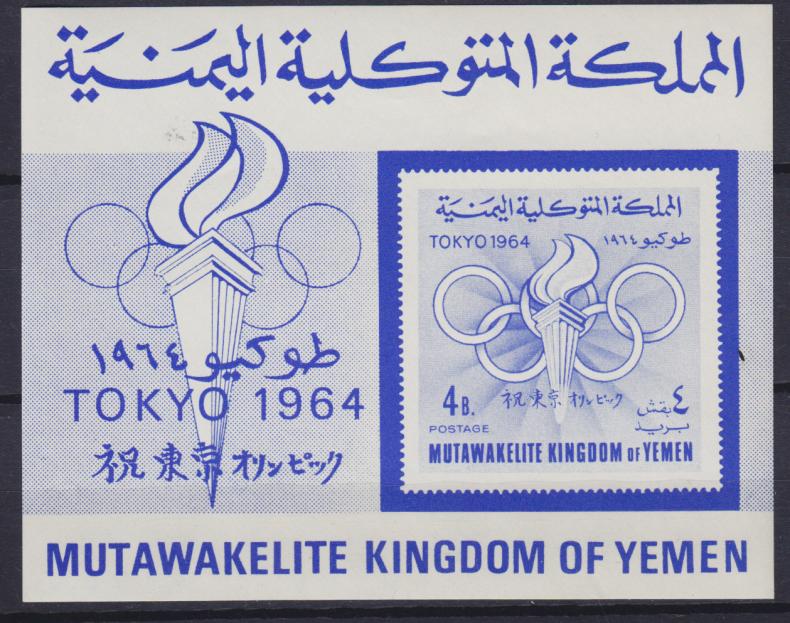 المملكة المتوكلية اليمنية
طوكيو ١٩٦٤
TOKYO 1964
祝 東京 オリンピック
المملكة المتوكلية اليمنية
TOKYO 1964 طوكيو ١٩٦٤
4 B. 祝 東京 オリンピック ٤ بقش
POSTAGE بريد
MUTAWAKELITE KINGDOM OF YEMEN
MUTAWAKELITE KINGDOM OF YEMEN